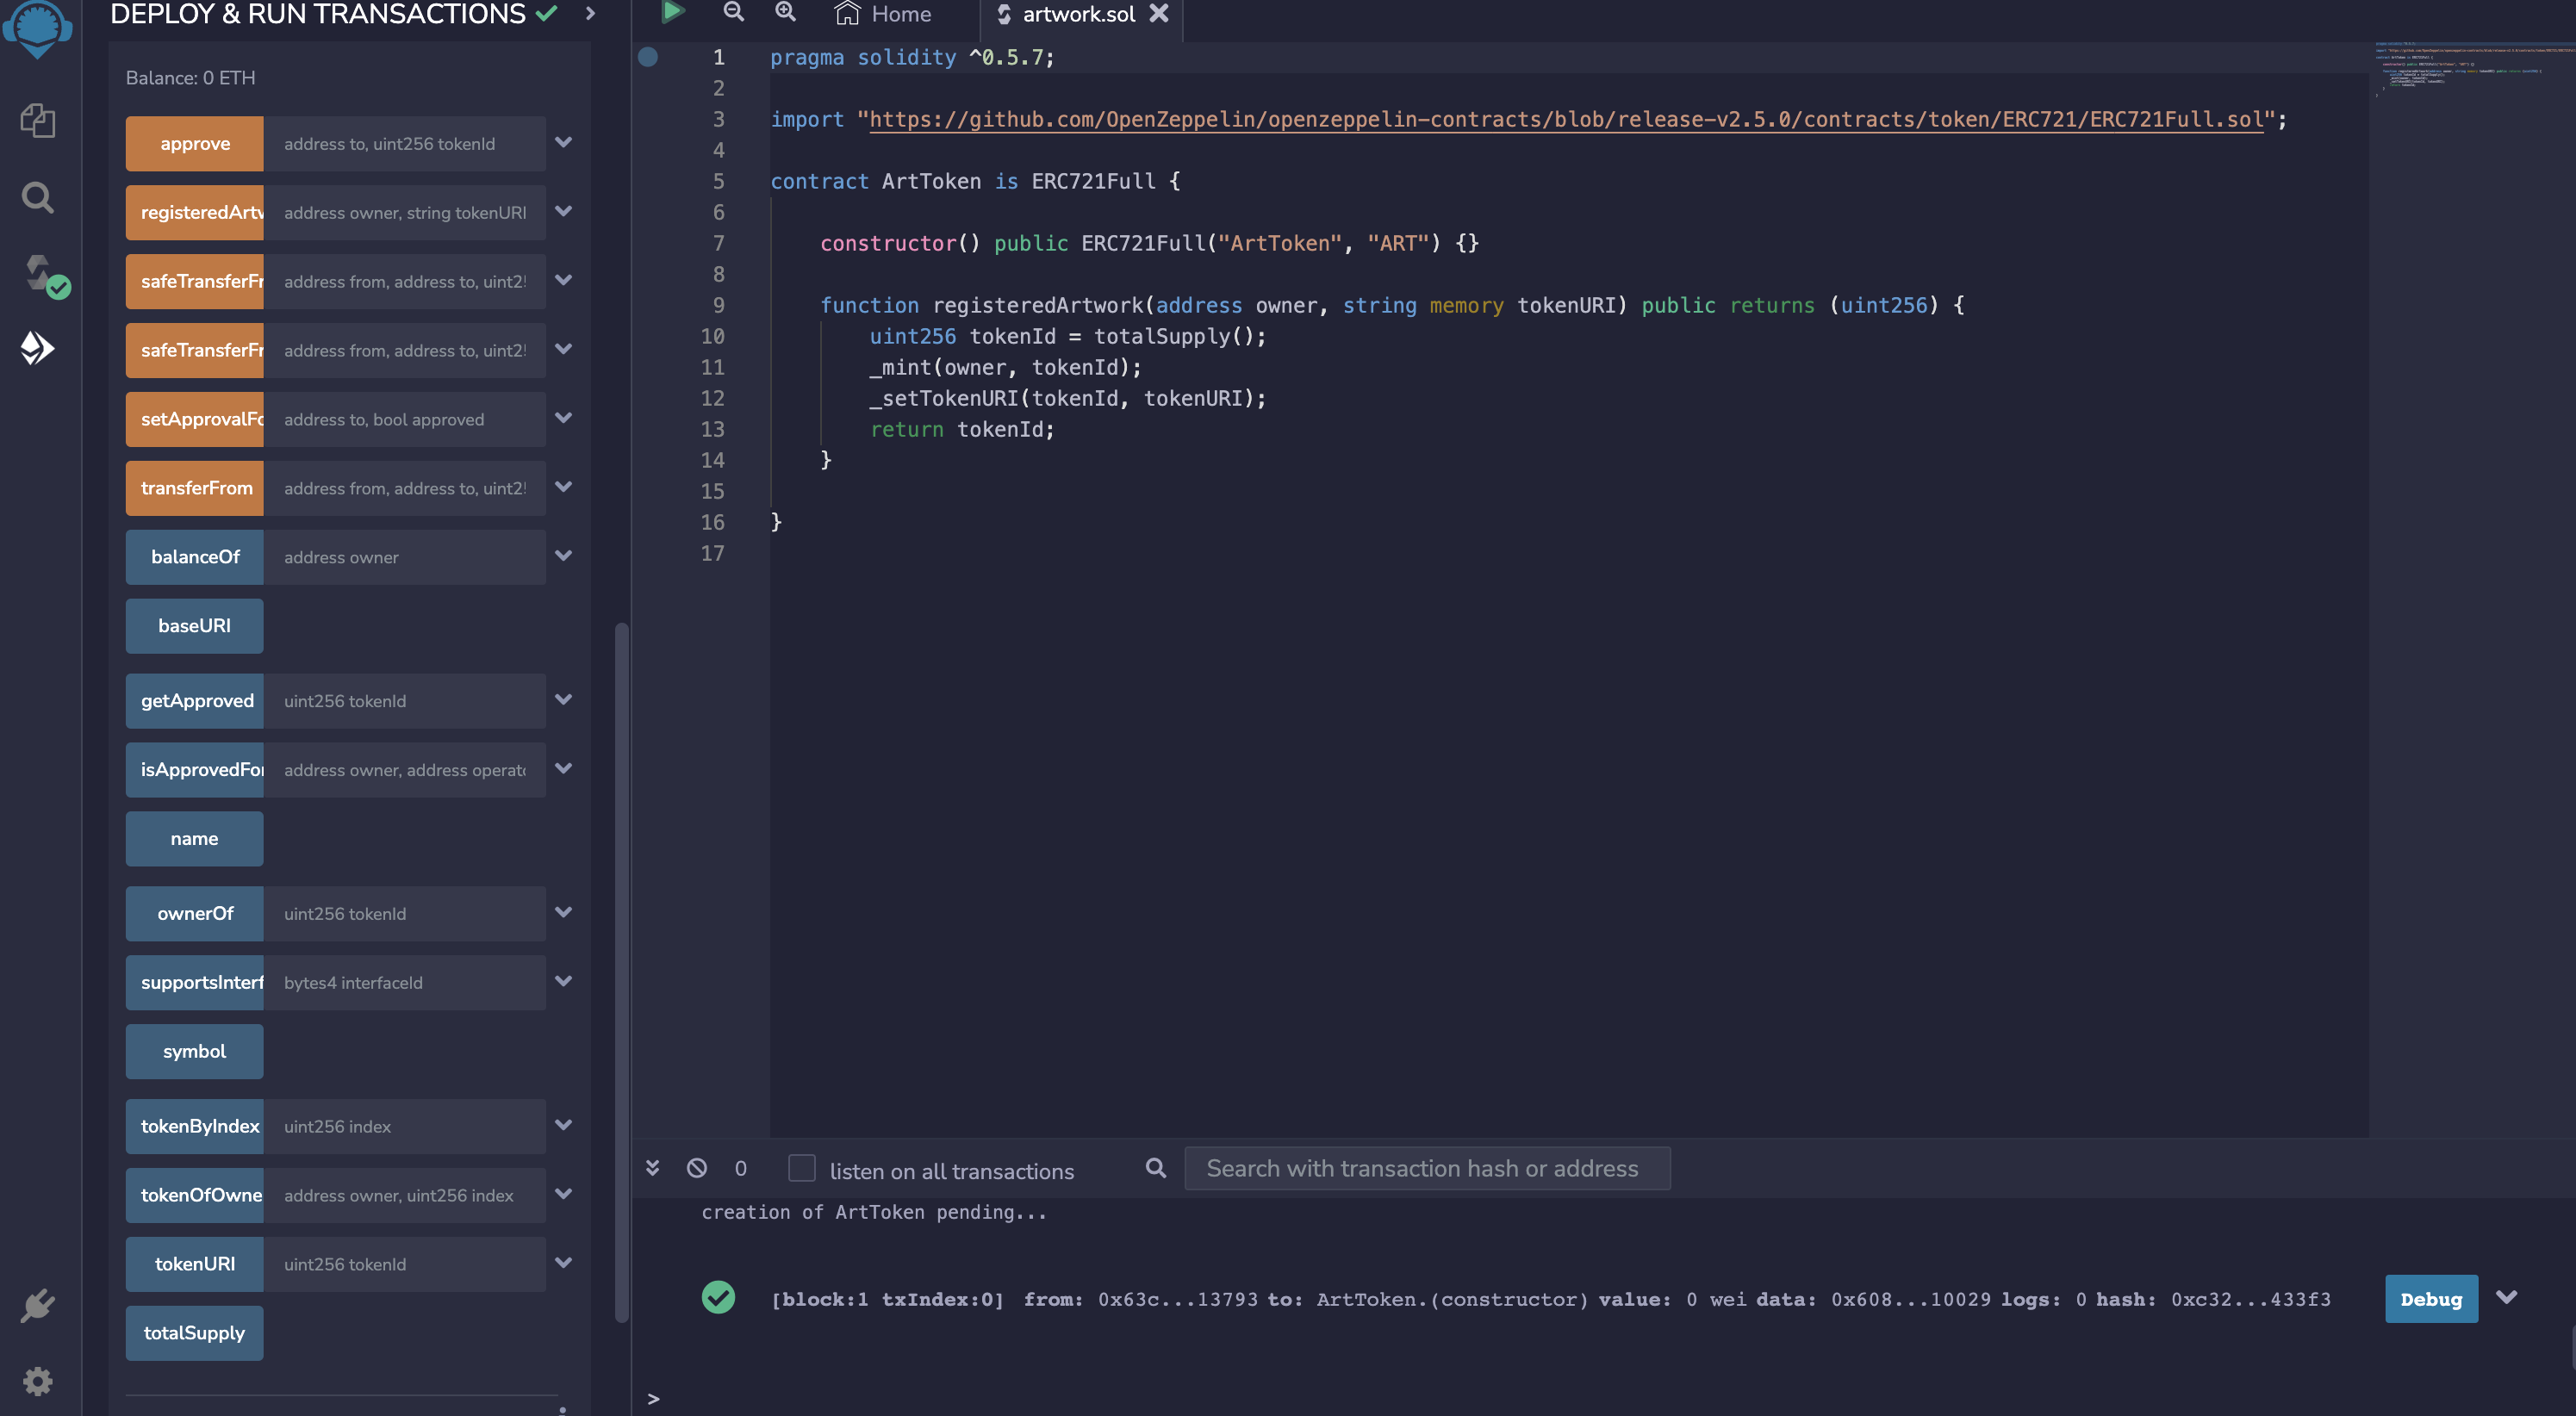 DEPLOY & RUN TRANSACTIONS
Balance: 0 ETH
approve address to, uint256 tokenId
registeredArtw address owner, string tokenURI
safeTransferFr address from, address to, uint25
safeTransferFr address from, address to, uint25
setApprovalFo address to, bool approved
transferFrom address from, address to, uint25
balanceOf address owner
baseURI
getApproved uint256 tokenId
isApprovedFor address owner, address operato
name
ownerOf uint256 tokenId
supportsInterf bytes4 interfaceId
symbol
tokenByIndex uint256 index
tokenOfOwne address owner, uint256 index
tokenURI uint256 tokenId
totalSupply
Home
artwork.sol
1 pragma solidity ^0.5.7;
2
3 import "https://github.com/OpenZeppelin/openzeppelin-contracts/blob/release-v2.5.0/contracts/token/ERC721/ERC721Full.sol";
4
5 contract ArtToken is ERC721Full {
6
7 constructor() public ERC721Full("ArtToken", "ART") {}
8
9 function registeredArtwork(address owner, string memory tokenURI) public returns (uint256) {
10 uint256 tokenId = totalSupply();
11 _mint(owner, tokenId);
12 _setTokenURI(tokenId, tokenURI);
13 return tokenId;
14 }
15
16 }
17
0 listen on all transactions Search with transaction hash or address
creation of ArtToken pending...
[block:1 txIndex:0] from: 0x63c...13793 to: ArtToken.(constructor) value: 0 wei data: 0x608...10029 logs: 0 hash: 0xc32...433f3 Debug
>